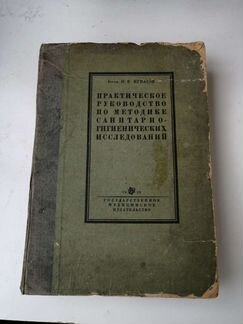 ПРАКТИЧЕСКОЕ
РУКОВОДСТВО
ПО МЕТОДИКЕ
САНИТАРНО-
ГИГИЕНИЧЕСКИХ
ИССЛЕДОВАНИЙ
ГОСУДАРСТВЕННОЕ
МЕДИЦИНСКОЕ
ИЗДАТЕЛЬСТВО